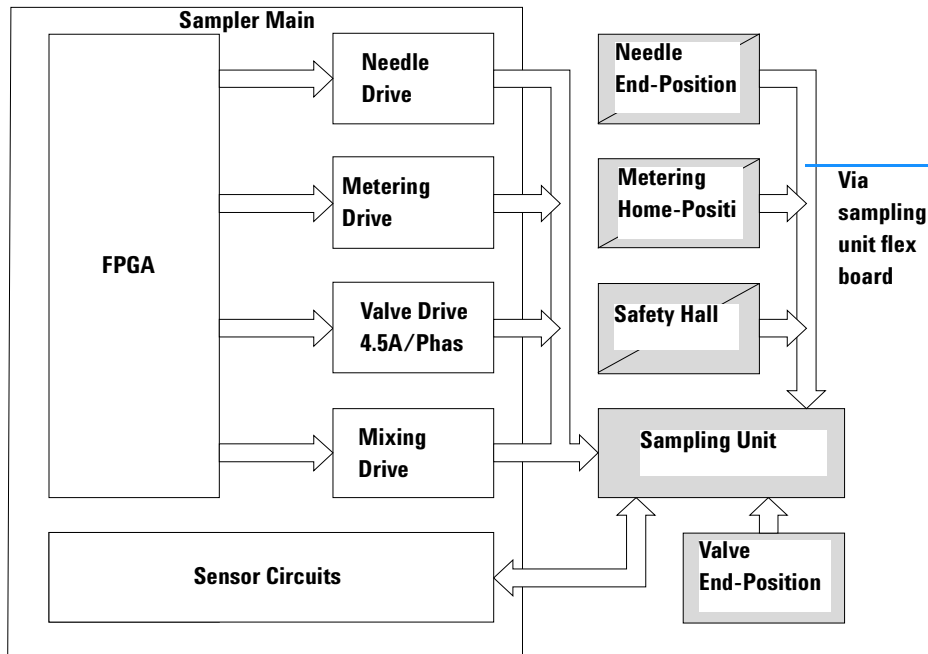 Sampler Main
FPGA
Needle
Drive
Metering
Drive
Valve Drive
4.5A/Phas
Mixing
Drive
Sensor Circuits
Needle
End-Position
Metering
Home-Positi
Safety Hall
Sampling Unit
Valve
End-Position
Via
sampling
unit flex
board